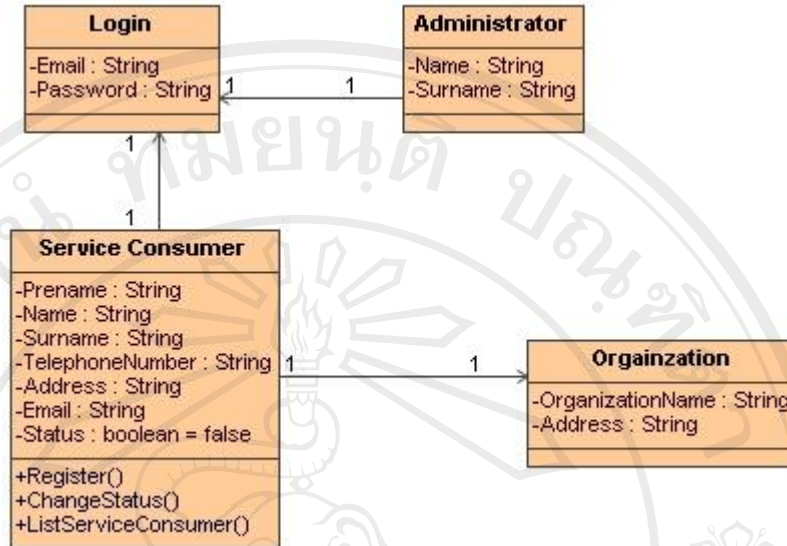 Login
-Email : String
-Password : String
Administrator
-Name : String
-Surname : String
1
1
1
1
Service Consumer
-Prename : String
-Name : String
-Surname : String
-TelephoneNumber : String
-Address : String
-Email : String
-Status : boolean = false
+Register()
+ChangeStatus()
+ListServiceConsumer()
1
1
Orgainzation
-OrganizationName : String
-Address : String